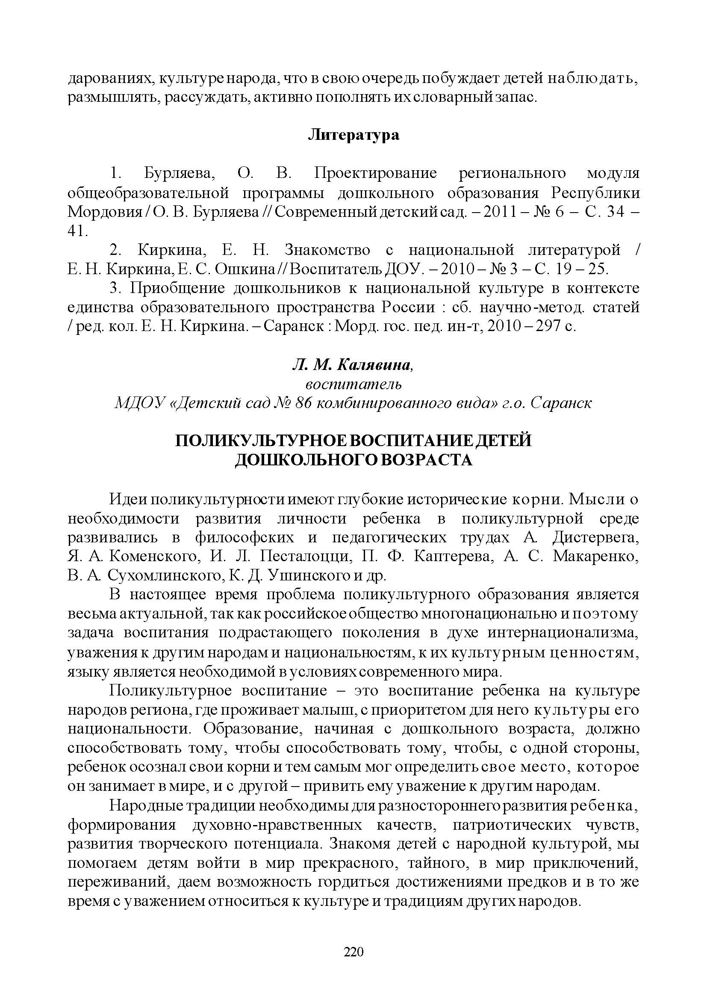 дарованиях, культуре народа, что в свою очередь побуждает детей наблюдать,
размышлять, рассуждать, активно пополнять их словарный запас.
Литература
1. Бурляева, О. В. Проектирование регионального модуля
общеобразовательной программы дошкольного образования Республики
Мордовия / О. В. Бурляева // Современный детский сад. – 2011 – № 6 – С. 34 –
41.
2. Киркина, Е. Н. Знакомство с национальной литературой /
Е. Н. Киркина, Е. С. Ошкина // Воспитатель ДОУ. – 2010 – № 3 – С. 19 – 25.
3. Приобщение дошкольников к национальной культуре в контексте
единства образовательного пространства России : сб. научно-метод. статей
/ ред. кол. Е. Н. Киркина. – Саранск : Морд. гос. пед. ин-т, 2010 – 297 с.
Л. М. Калявина,
воспитатель
МДОУ «Детский сад № 86 комбинированного вида» г.о. Саранск
ПОЛИКУЛЬТУРНОЕ ВОСПИТАНИЕ ДЕТЕЙ
ДОШКОЛЬНОГО ВОЗРАСТА
Идеи поликультурности имеют глубокие исторические корни. Мысли о
необходимости развития личности ребенка в поликультурной среде
развивались в философских и педагогических трудах А. Дистервега,
Я. А. Коменского, И. Л. Песталоцци, П. Ф. Каптерева, А. С. Макаренко,
В. А. Сухомлинского, К. Д. Ушинского и др.
В настоящее время проблема поликультурного образования является
весьма актуальной, так как российское общество многонационально и поэтому
задача воспитания подрастающего поколения в духе интернационализма,
уважения к другим народам и национальностям, к их культурным ценностям,
языку является необходимой в условиях современного мира.
Поликультурное воспитание – это воспитание ребенка на культуре
народов региона, где проживает малыш, с приоритетом для него культуры его
национальности. Образование, начиная с дошкольного возраста, должно
способствовать тому, чтобы способствовать тому, чтобы, с одной стороны,
ребенок осознал свои корни и тем самым мог определить свое место, которое
он занимает в мире, и с другой – привить ему уважение к другим народам.
Народные традиции необходимы для разностороннего развития ребенка,
формирования духовно-нравственных качеств, патриотических чувств,
развития творческого потенциала. Знакомя детей с народной культурой, мы
помогаем детям войти в мир прекрасного, тайного, в мир приключений,
переживаний, даем возможность гордиться достижениями предков и в то же
время с уважением относиться к культуре и традициям других народов.
220